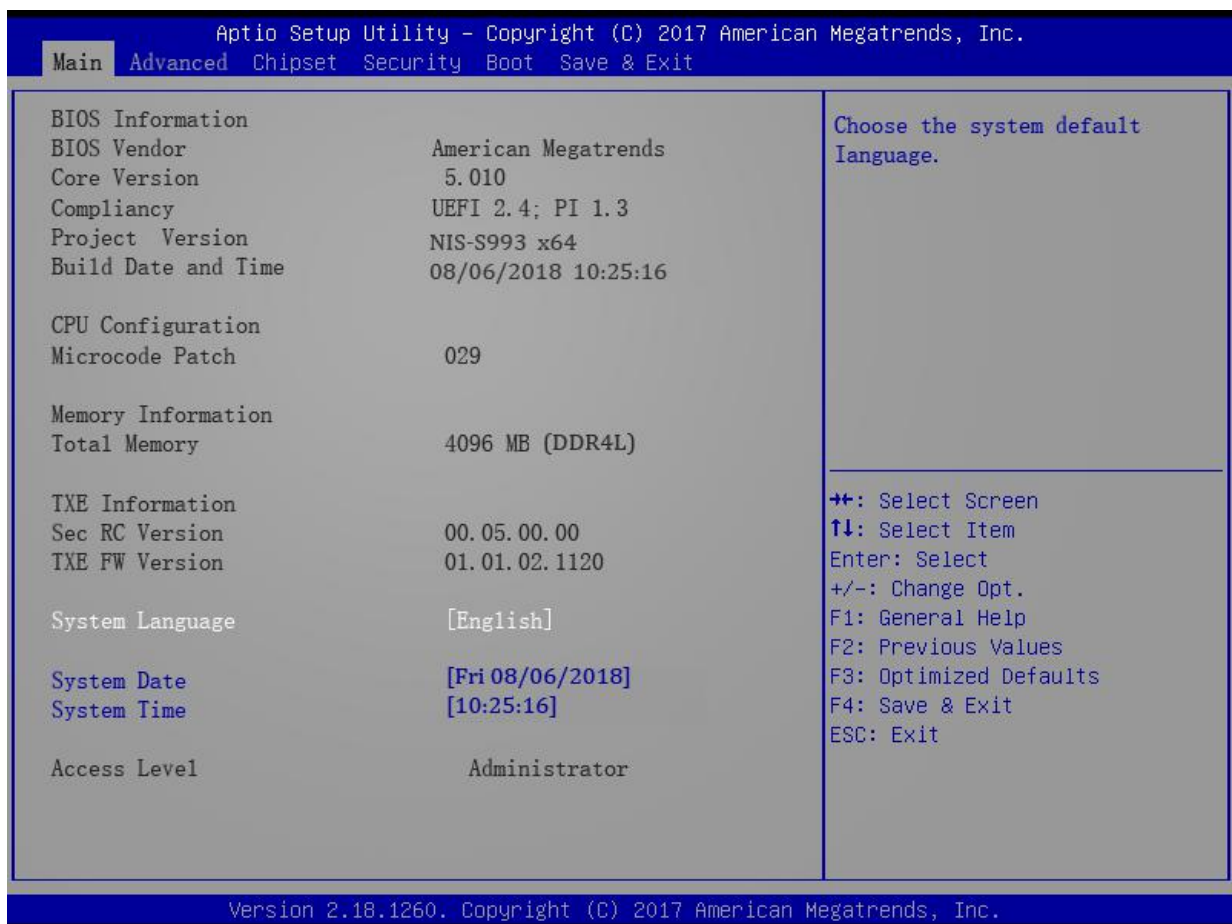 Aptio Setup Utility – Copyright (C) 2017 American Megatrends, Inc.
Main Advanced Chipset Security Boot Save & Exit
BIOS Information
BIOS Vendor American Megatrends
Core Version 5.010
Compliancy UEFI 2.4; PI 1.3
Project Version NIS-S993 x64
Build Date and Time 08/06/2018 10:25:16
CPU Configuration
Microcode Patch 029
Memory Information
Total Memory 4096 MB (DDR4L)
TXE Information
Sec RC Version 00.05.00.00
TXE FW Version 01.01.02.1120
System Language [English]
System Date [Fri 08/06/2018]
System Time [10:25:16]
Access Level Administrator
Choose the system default
Ianguage.
→←: Select Screen
↑↓: Select Item
Enter: Select
+/-: Change Opt.
F1: General Help
F2: Previous Values
F3: Optimized Defaults
F4: Save & Exit
ESC: Exit
Version 2.18.1260. Copyright (C) 2017 American Megatrends, Inc.